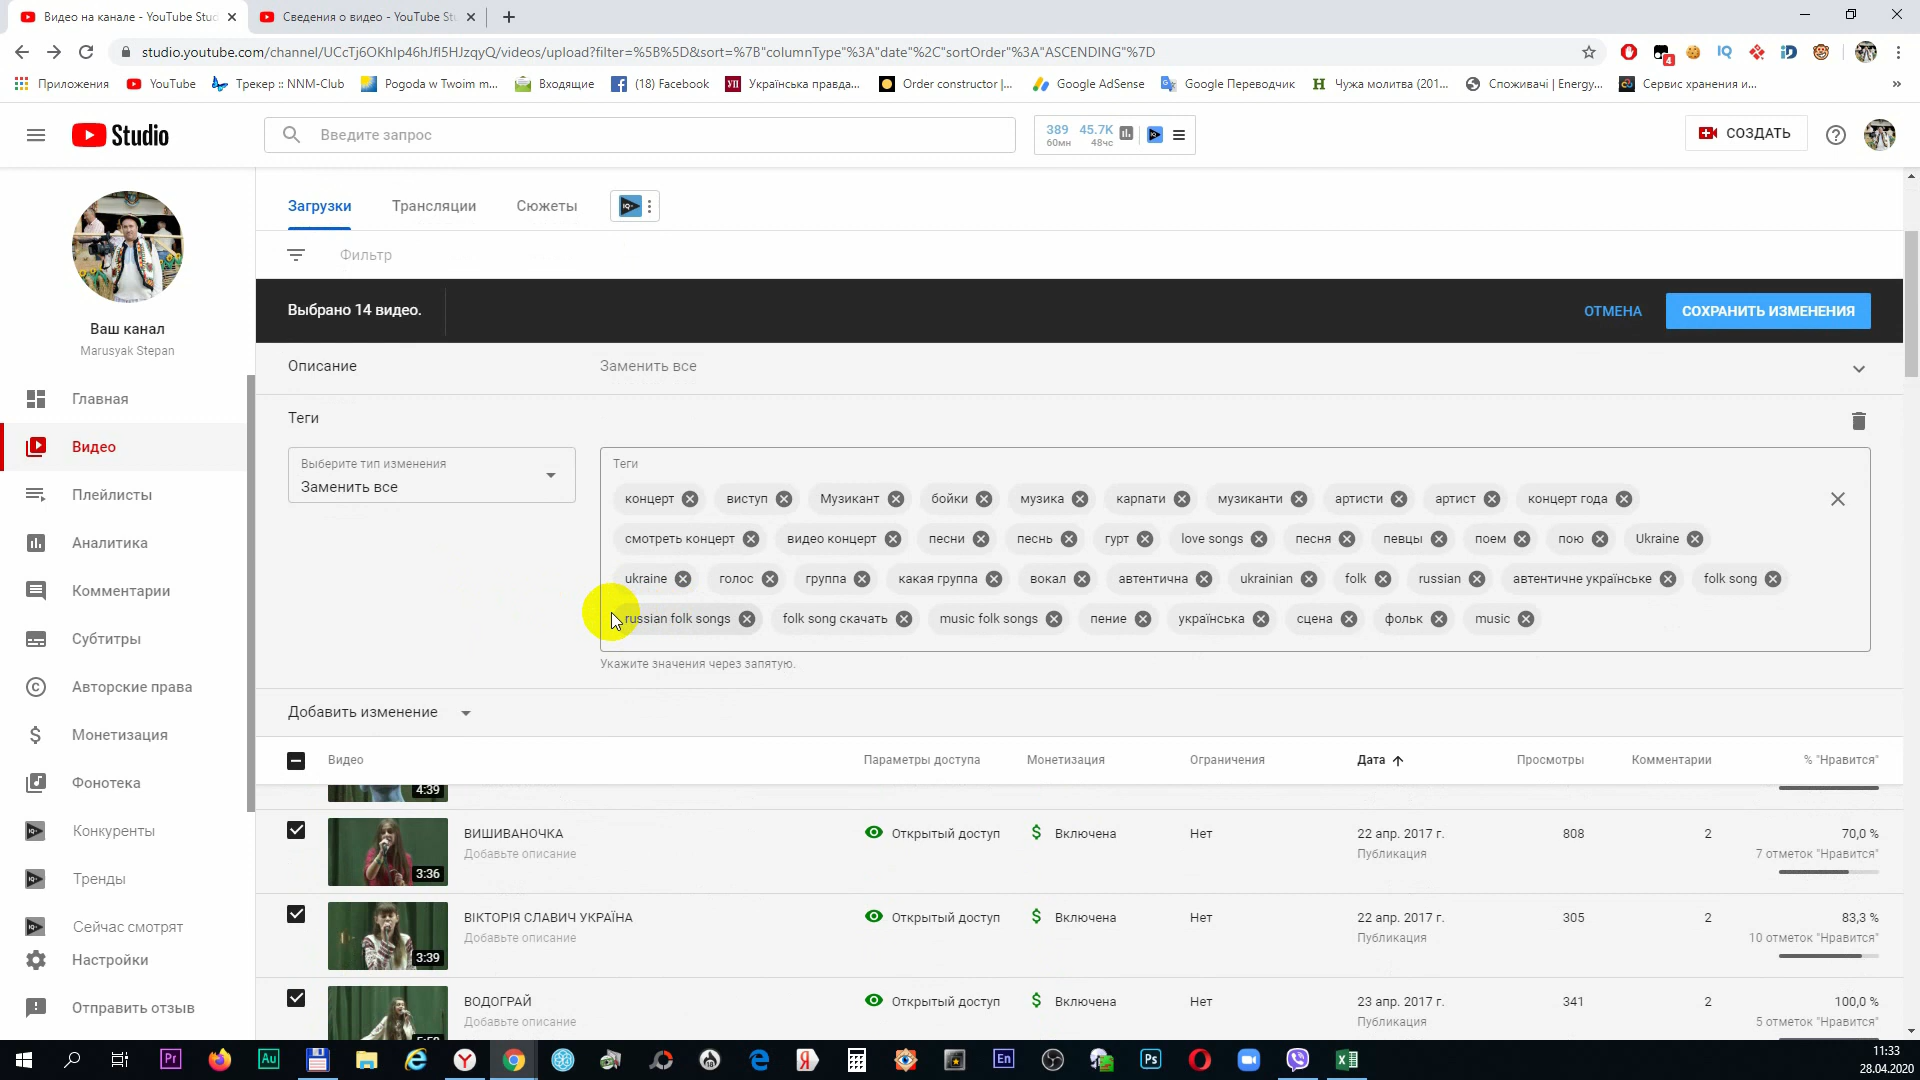 Видео на канале - YouTube Stud
Сведения о видео - YouTube Stu
studio.youtube.com/channel/UCcTj6OKhIp46hJfI5HJzqyQ/videos/upload?filter=%5B%5D&sort=%7B"columnType"%3A"date"%2C"sortOrder"%3A"ASCENDING"%7D
4
Приложения
YouTube
Трекер :: NNM-Club
Pogoda w Twoim m...
Входящие
(18) Facebook
Українська правда...
Order constructor |...
Google AdSense
Google Переводчик
Чужа молитва (201...
Споживачі | Energy...
Сервис хранения и...
Studio
Введите запрос
389 60мн
45.7K 48чс
СОЗДАТЬ
Загрузки
Трансляции
Сюжеты
Фильтр
Выбрано 14 видео.
ОТМЕНА
СОХРАНИТЬ ИЗМЕНЕНИЯ
Ваш канал
Marusyak Stepan
Главная
Видео
Плейлисты
Аналитика
Комментарии
Субтитры
Авторские права
Монетизация
Фонотека
Конкуренты
Тренды
Сейчас смотрят
Настройки
Отправить отзыв
Описание
Заменить все
Теги
Выберите тип изменения
Заменить все
Теги
концерт виступ Музикант бойки музика карпати музиканти артисти артист концерт года
смотреть концерт видео концерт песни песнь гурт love songs песня певцы поем пою Ukraine
ukraine голос группа какая группа вокал автентична ukrainian folk russian автентичне українське folk song
russian folk songs folk song скачать music folk songs пение українська сцена фольк music
Укажите значения через запятую.
Добавить изменение
Видео Параметры доступа Монетизация Ограничения Дата Просмотры Комментарии % "Нравится"
4:39
ВИШИВАНОЧКА Открытый доступ Включена Нет 22 апр. 2017 г. 808 2 70,0 %
Добавьте описание Публикация 7 отметок "Нравится"
3:36
ВІКТОРІЯ СЛАВИЧ УКРАЇНА Открытый доступ Включена Нет 22 апр. 2017 г. 305 2 83,3 %
Добавьте описание Публикация 10 отметок "Нравится"
3:39
ВОДОГРАЙ Открытый доступ Включена Нет 23 апр. 2017 г. 341 2 100,0 %
Добавьте описание Публикация 5 отметок "Нравится"
11:33
28.04.2020